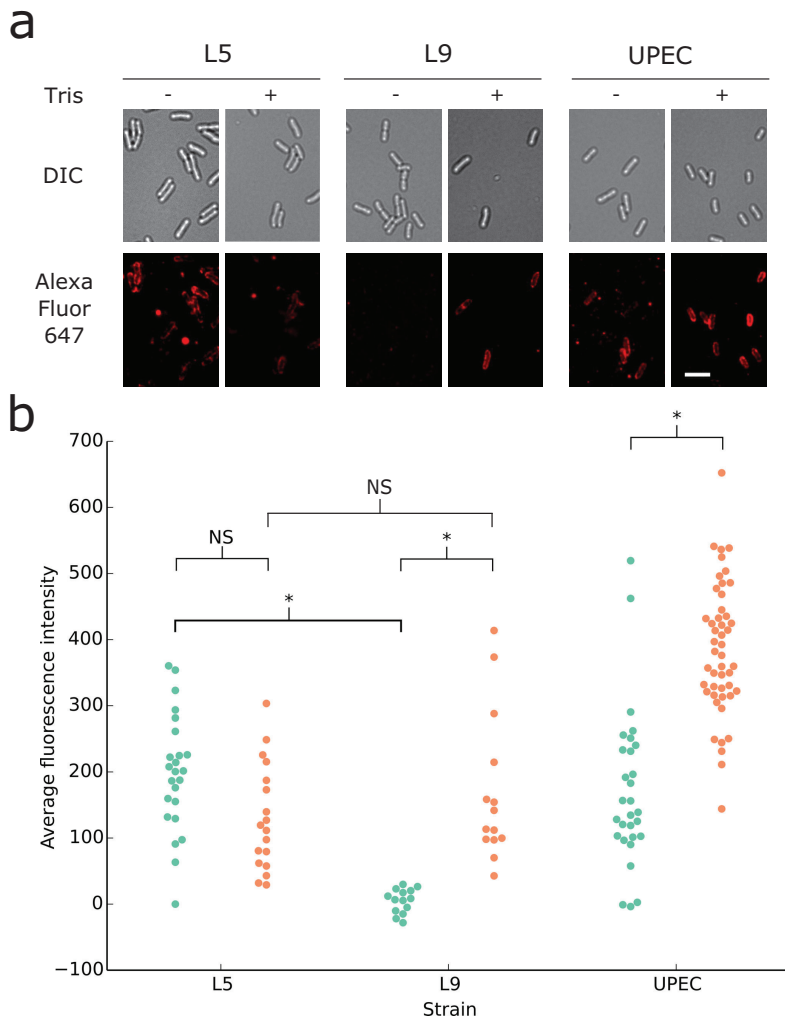 a
L5 L9 UPEC
Tris - + - + - +
DIC
Alexa
Fluor
647
b
700
600
500
400
300
200
100
0
−100
Average fluorescence intensity
NS
*
NS
*
*
L5 L9 UPEC
Strain